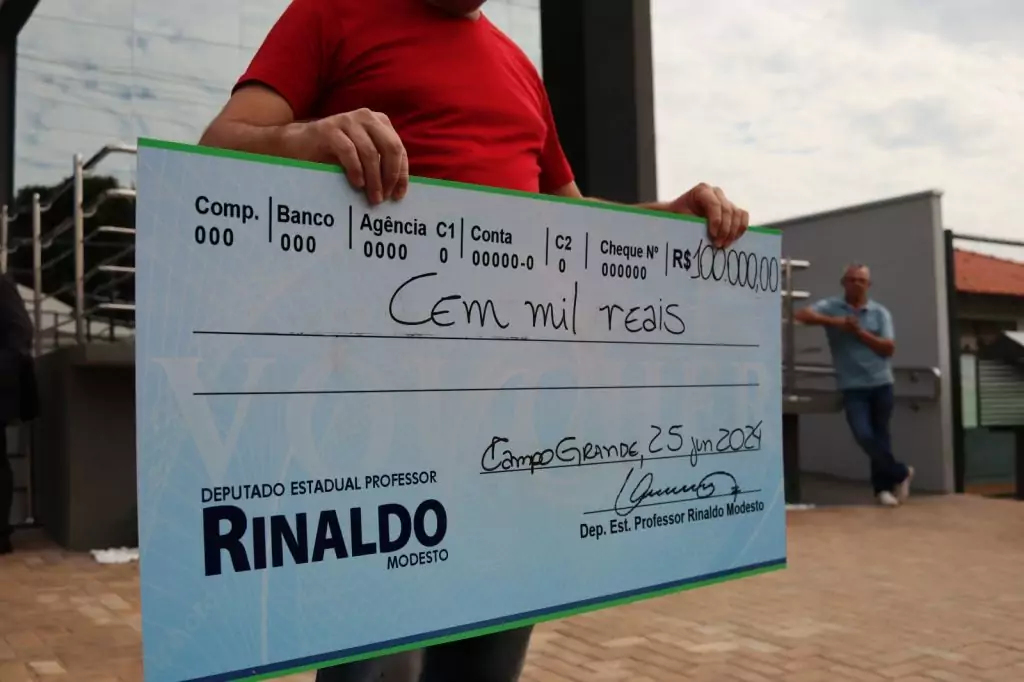 Comp. Banco Agência C1 Conta C2 Cheque Nº R$ 100.000,00
000 000 0000 0 00000-0 0 000000
Cem mil reais
VOUCHER
Campo Grande, 25 jun 2024
DEPUTADO ESTADUAL PROFESSOR
RINALDO
MODESTO
Dep. Est. Professor Rinaldo Modesto